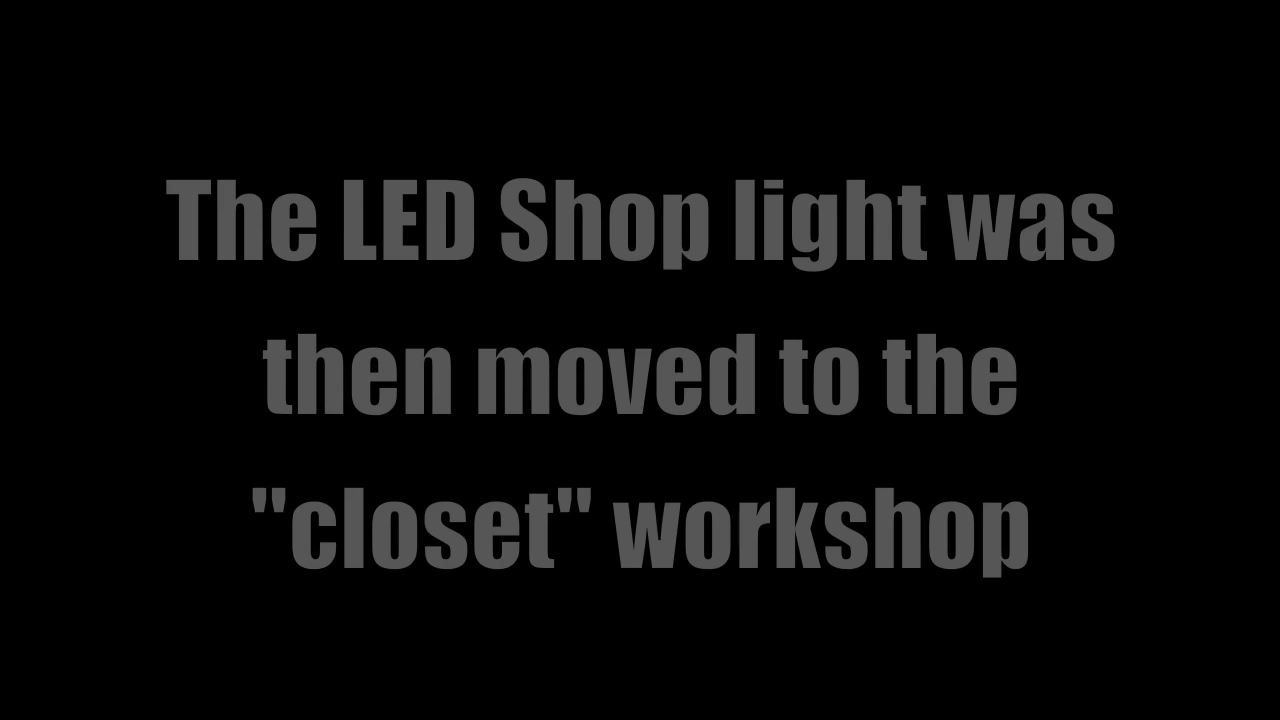 The LED Shop light was
then moved to the
"closet" workshop